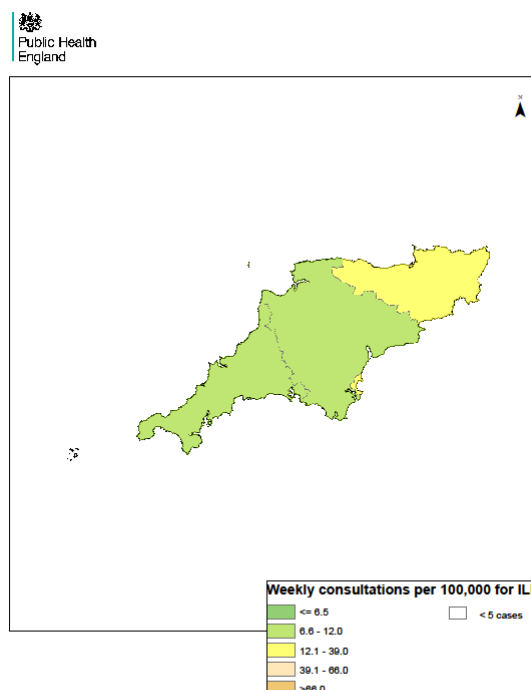 Public Health
England
N
Weekly consultations per 100,000 for IL
<= 6.5
< 5 cases
6.6 - 12.0
12.1 - 39.0
39.1 - 66.0
>66.0